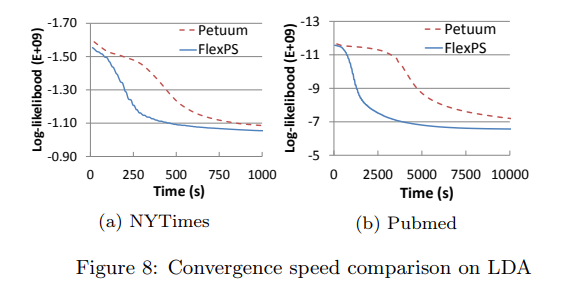 -1.70
-1.50
-1.30
-1.10
-0.90
Log-likelibood (E+09)
Petuum
FlexPS
0 250 500 750 1000
Time (s)
(a) NYTimes
-13
-11
-9
-7
-5
Log-likelibood (E+09)
Petuum
FlexPS
0 2500 5000 7500 10000
Time (s)
(b) Pubmed
Figure 8: Convergence speed comparison on LDA